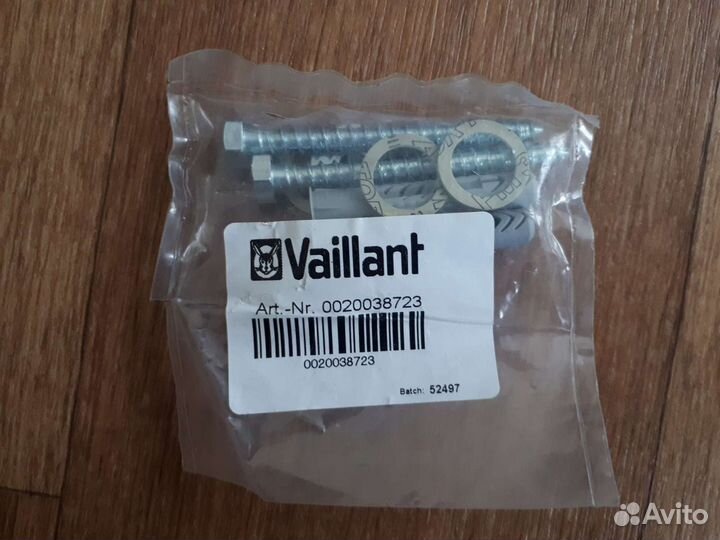 Vaillant
Art.-Nr. 0020038723
0020038723
Batch: 52497
Avito